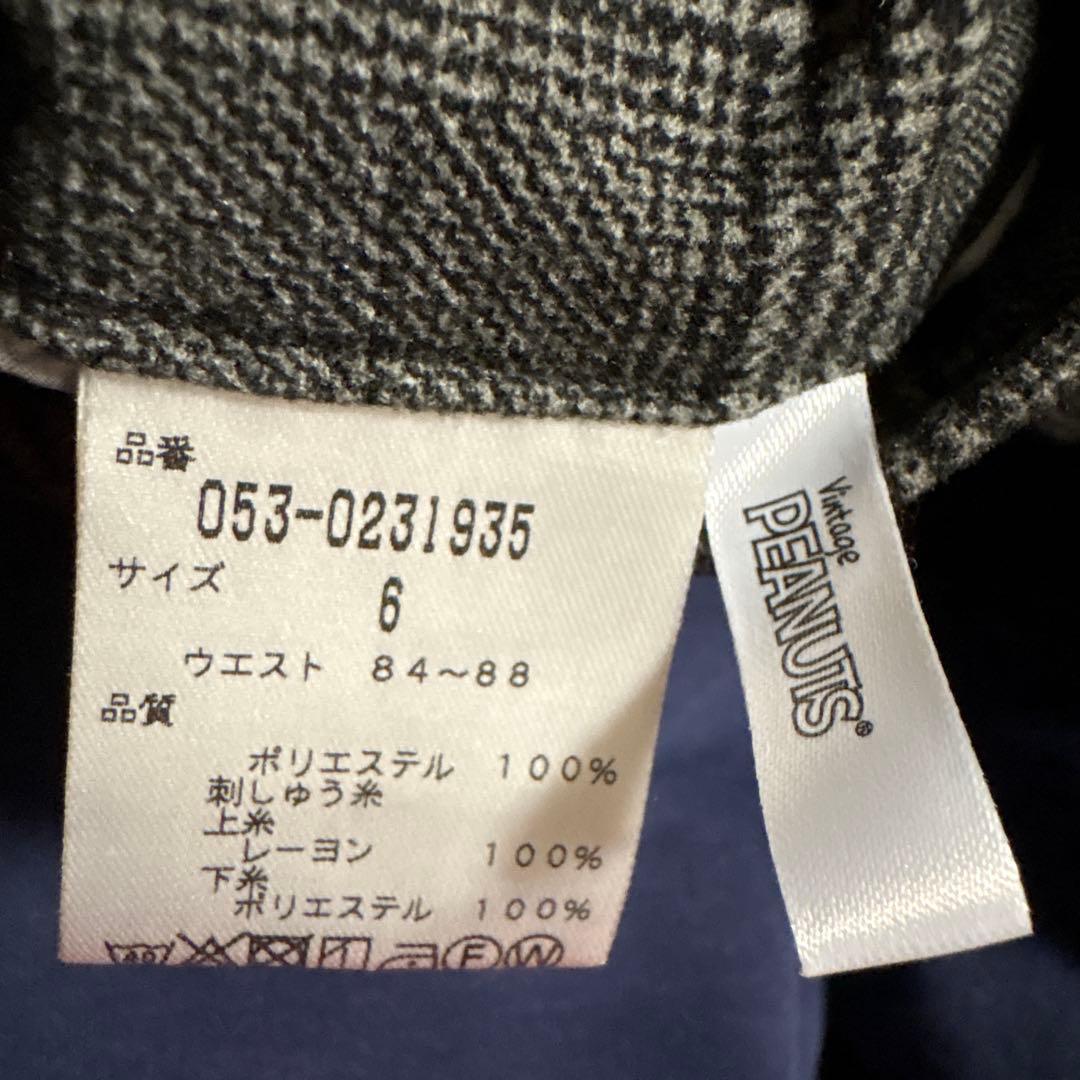 品番
053-0231935
サイズ
6
ウエスト 84～88
品質
ポリエステル 100%
刺しゅう糸
上糸
レーヨン 100%
下糸
ポリエステル 100%
Vintage
PEANUTS®